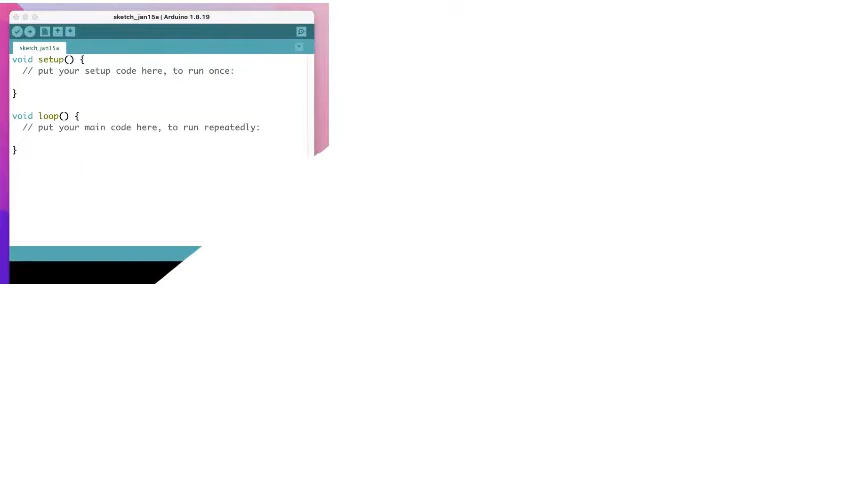 sketch_jan15a | Arduino 1.8.19
sketch_jan15a
void setup() {
  // put your setup code here, to run once:

}

void loop() {
  // put your main code here, to run repeatedly:

}